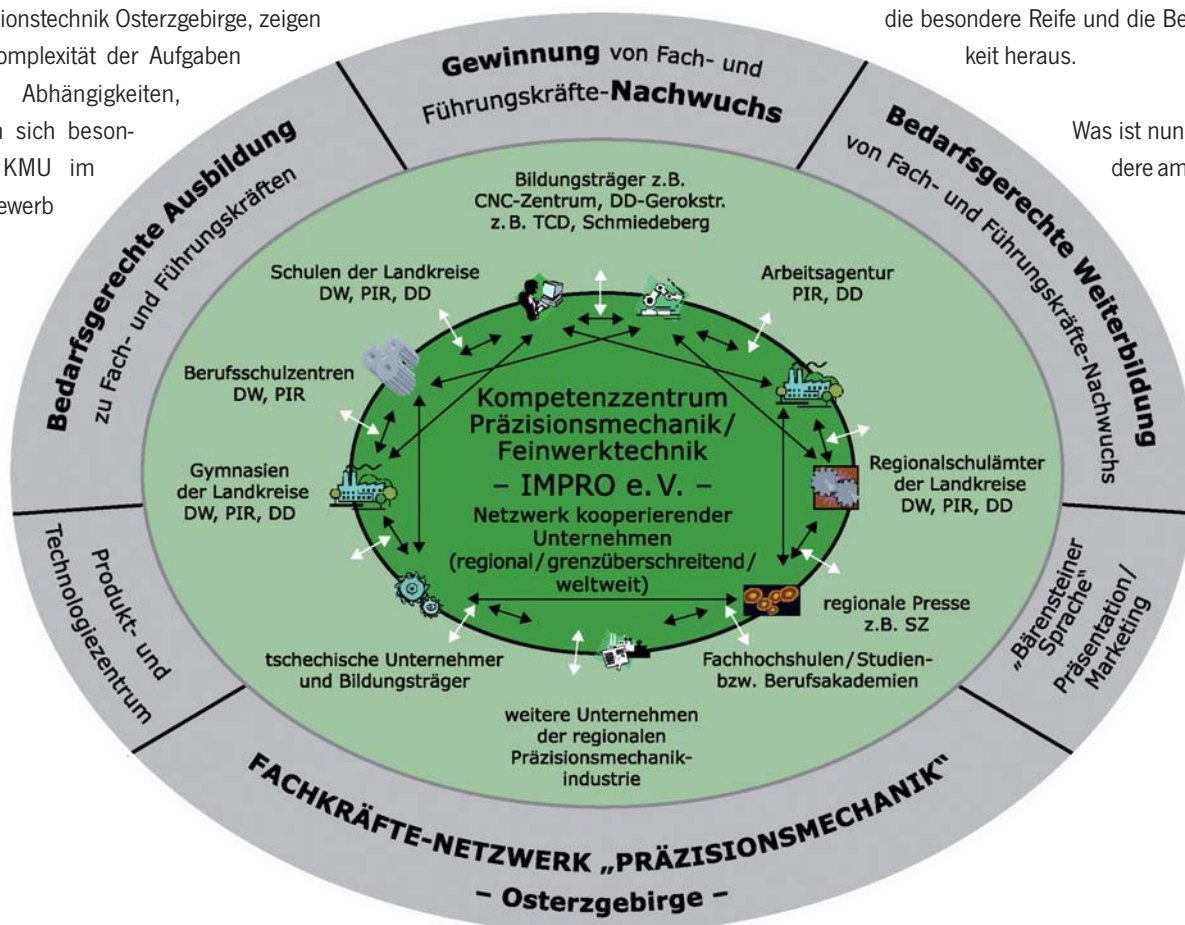 ionstechnik Osterzgebirge, zeigen
omplexität der Aufgaben
Abhängigkeiten,
sich beson-
KMU im
ewerb
die besondere Reife und die Be
keit heraus.
Was ist nun
dere am
Gewinnung von Fach- und
Führungskräfte-Nachwuchs
Bedarfsgerechte Ausbildung
zu Fach- und Führungskräften
Bedarfsgerechte Weiterbildung
von Fach- und Führungskräfte-Nachwuchs
Bildungsträger z.B.
CNC-Zentrum, DD-Gerokstr.
z. B. TCD, Schmiedeberg
Schulen der Landkreise
DW, PIR, DD
Arbeitsagentur
PIR, DD
Berufsschulzentren
DW, PIR
Gymnasien
der Landkreise
DW, PIR, DD
Kompetenzzentrum
Präzisionsmechanik/
Feinwerktechnik
– IMPRO e. V. –
Netzwerk kooperierender
Unternehmen
(regional/grenzüberschreitend/
weltweit)
Regionalschulämter
der Landkreise
DW, PIR, DD
regionale Presse
z.B. SZ
tschechische Unternehmer
und Bildungsträger
Fachhochshulen/Studien-
bzw. Berufsakademien
weitere Unternehmen
der regionalen
Präzisionsmechanik-
industrie
Produkt- und
Technologiezentrum
„Bärensteiner
Sprache“
Präsentation/
Marketing
FACHKRÄFTE-NETZWERK „PRÄZISIONSMECHANIK“
– Osterzgebirge –